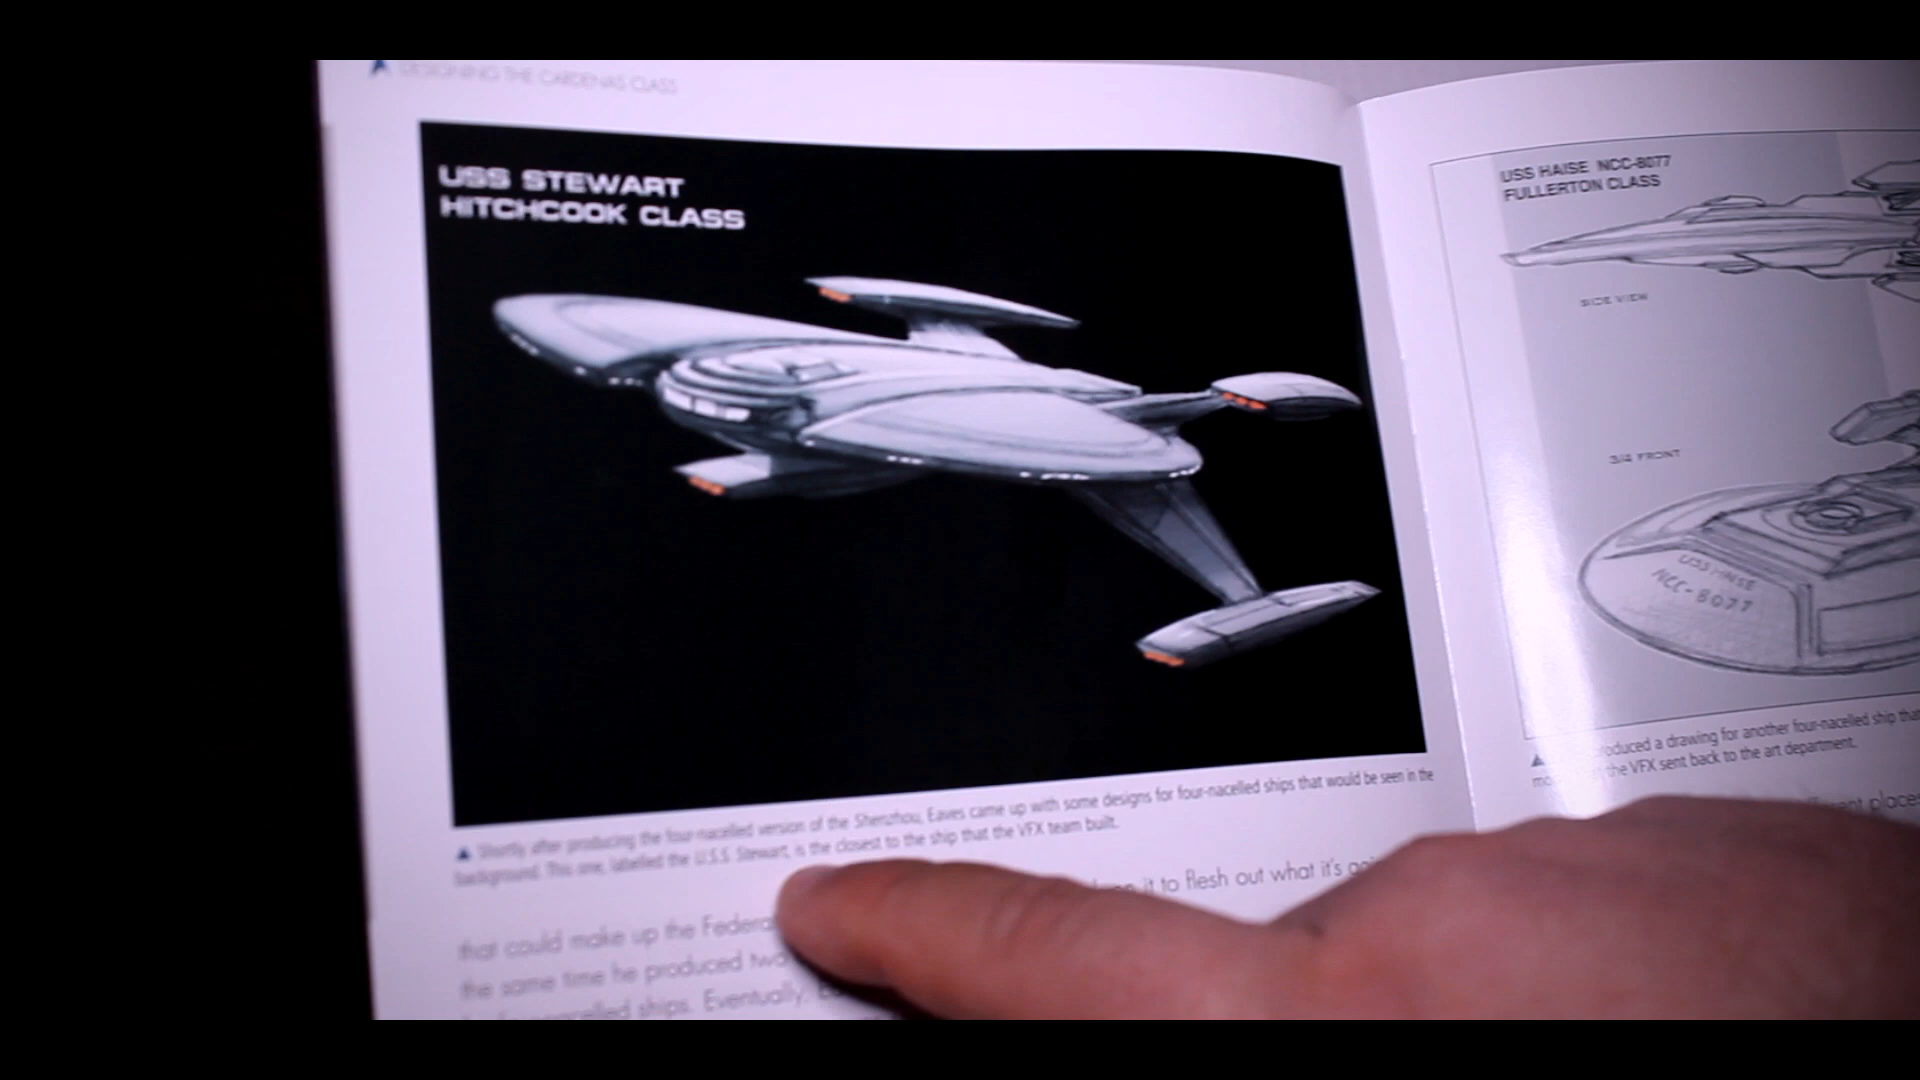 DESIGNING THE CARDENAS CLASS
USS STEWART
HITCHCOOK CLASS
Shortly after producing the four-nacelled version of the Shenzhou, Eaves came up with some designs for four-nacelled ships that would be seen in the
background. This one, labelled the U.S.S. Stewart, is the closest to the ship that the VFX team built.
it to flesh out what it's
that could make up the
the same time he produced
ships. Eventually,
USS HAISE NCC-8077
FULLERTON CLASS
SIDE VIEW
3/4 FRONT
USS HAISE
NCC-8077
a drawing for another four-nacelled ship that
the VFX sent back to the art department.